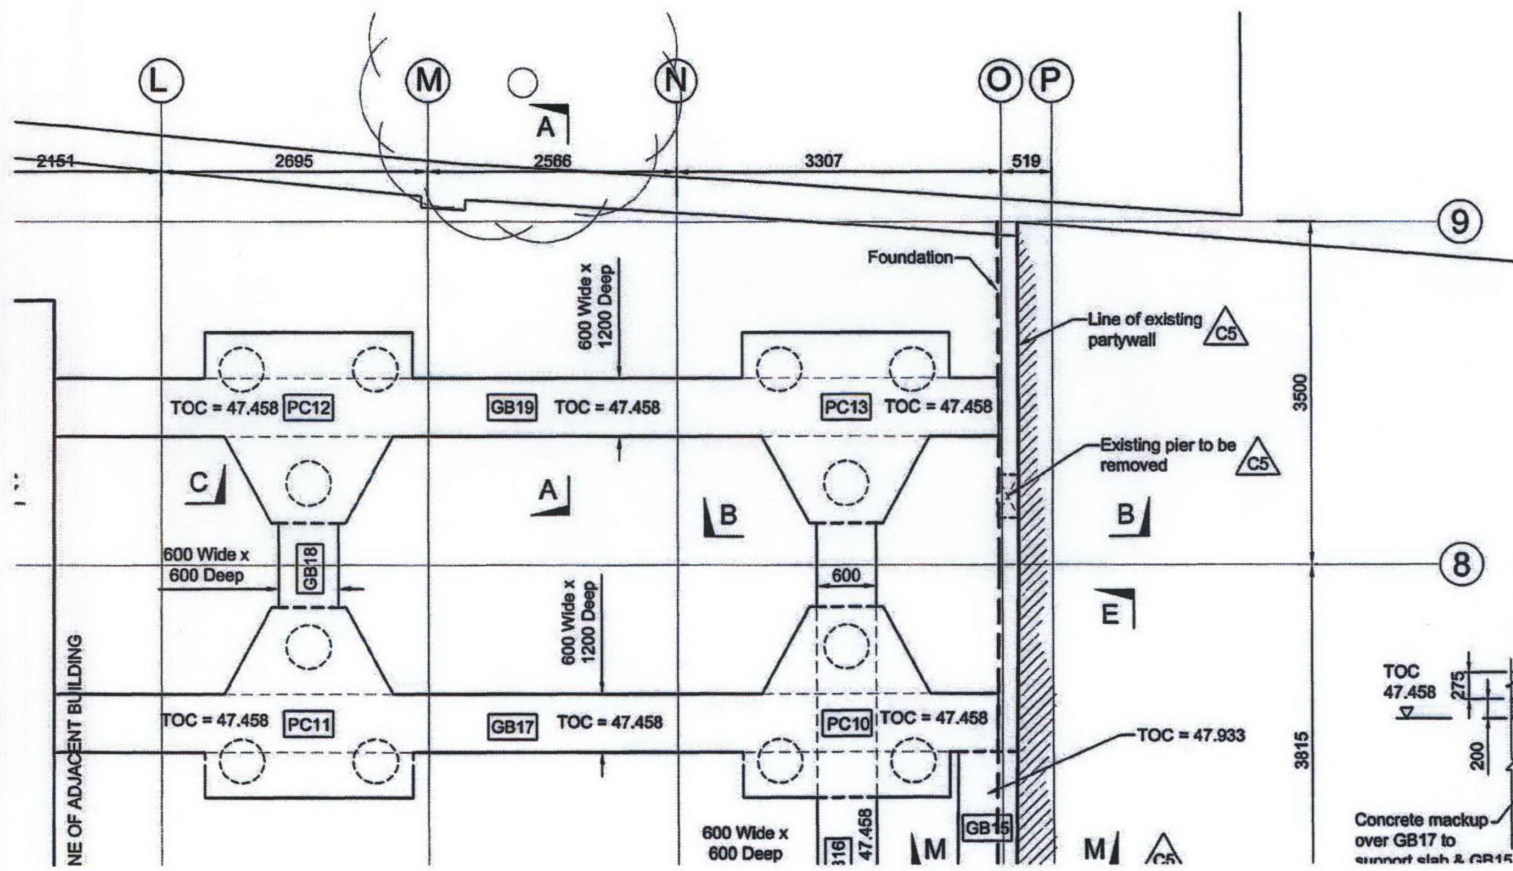 L
M
N
O
P
A
2151
2695
2566
3307
519
9
Foundation
600 Wide x
1200 Deep
Line of existing
partywall
C5
3500
TOC = 47.458
PC12
GB19
TOC = 47.458
PC13
TOC = 47.458
Existing pier to be
removed
C5
C
A
B
B
600 Wide x
600 Deep
GB18
600
8
600 Wide x
1200 Deep
E
NE OF ADJACENT BUILDING
TOC
47.458
275
200
TOC = 47.458
PC11
GB17
TOC = 47.458
PC10
TOC = 47.458
TOC = 47.933
3815
600 Wide x
600 Deep
47.458
GB15
M
M
C5
Concrete mackup
over GB17 to
support slab & GB15